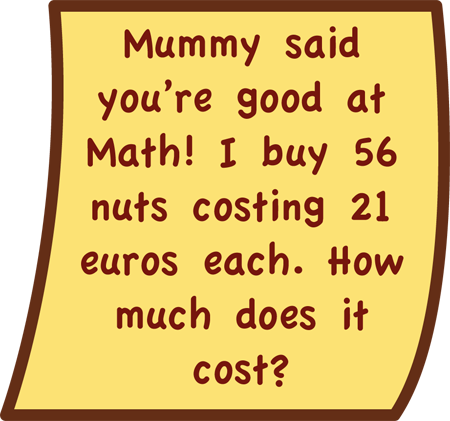 Mummy said
you're good at
Math! I buy 56
nuts costing 21
euros each. How
much does it
cost?